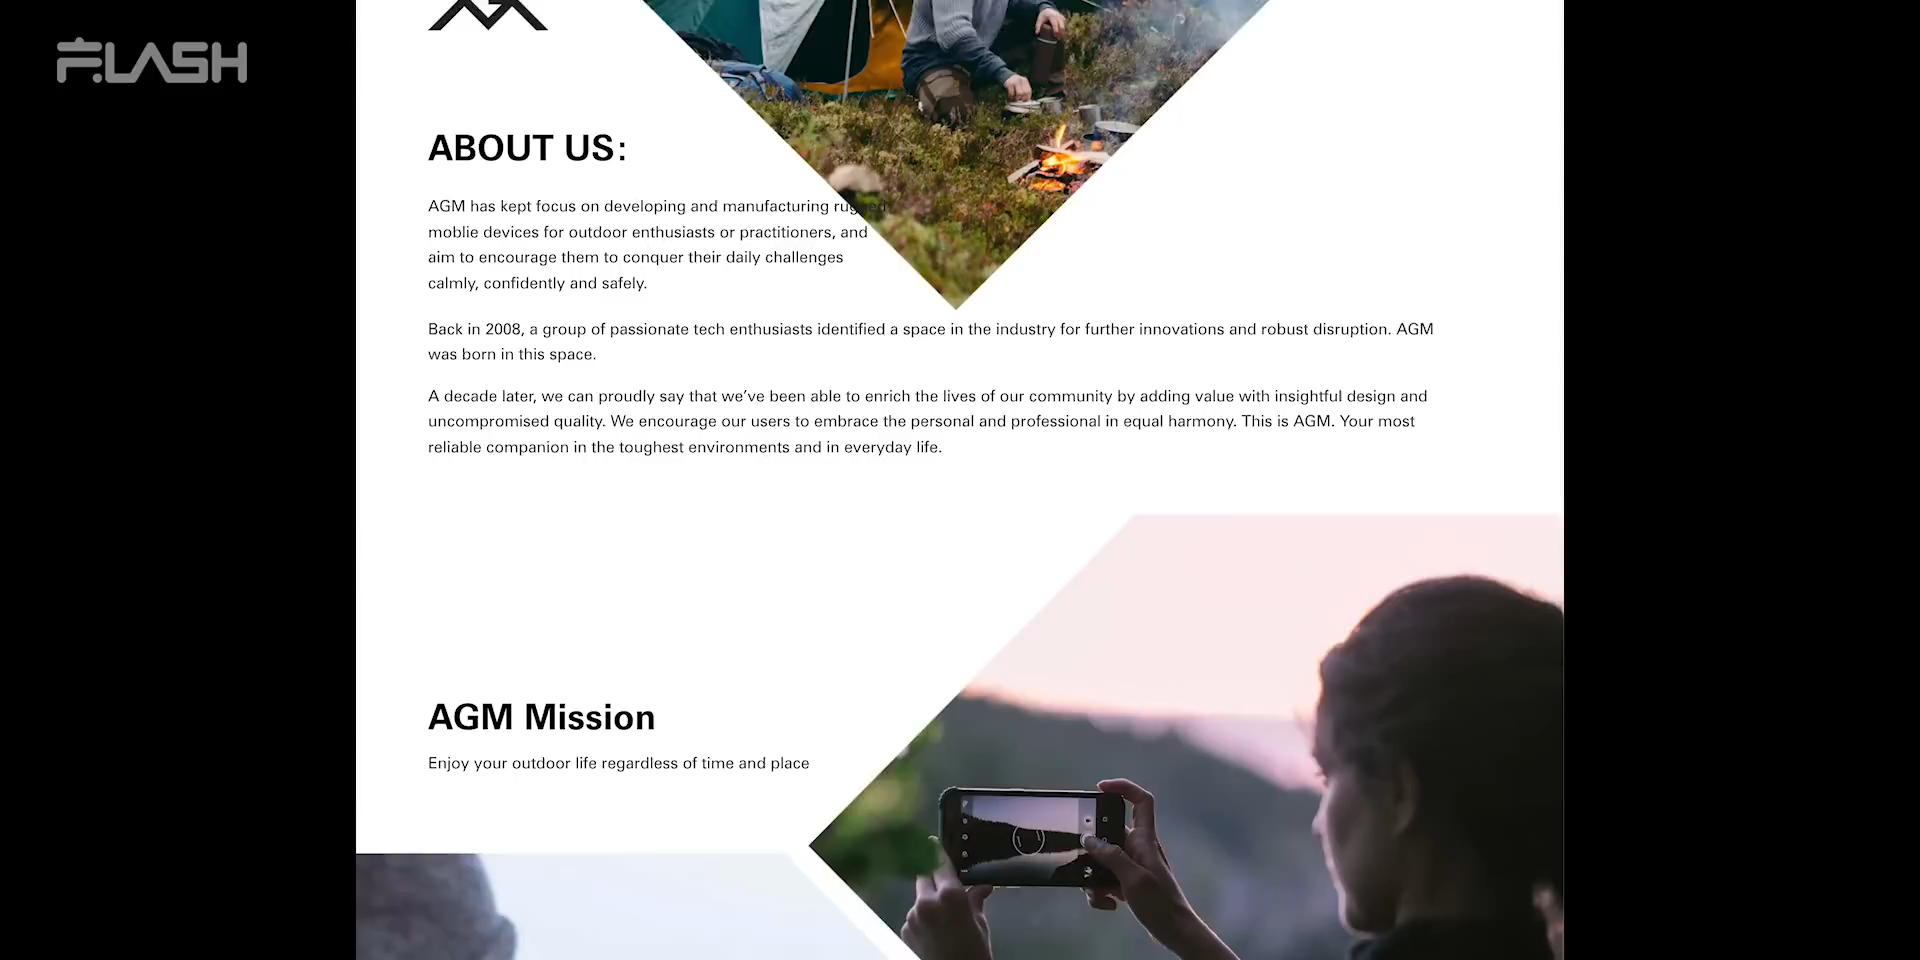 FLASH
ABOUT US:
AGM has kept focus on developing and manufacturing rugged
moblie devices for outdoor enthusiasts or practitioners, and
aim to encourage them to conquer their daily challenges
calmly, confidently and safely.
Back in 2008, a group of passionate tech enthusiasts identified a space in the industry for further innovations and robust disruption. AGM
was born in this space.
A decade later, we can proudly say that we’ve been able to enrich the lives of our community by adding value with insightful design and
uncompromised quality. We encourage our users to embrace the personal and professional in equal harmony. This is AGM. Your most
reliable companion in the toughest environments and in everyday life.
AGM Mission
Enjoy your outdoor life regardless of time and place